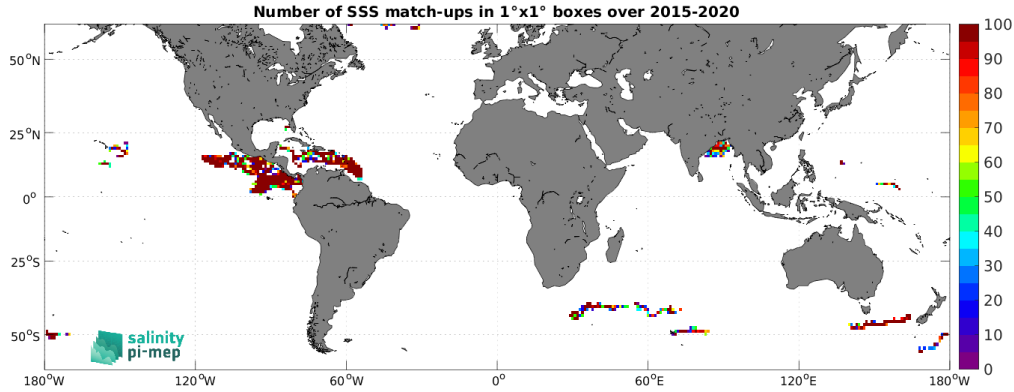 Number of SSS match-ups in 1°x1° boxes over 2015-2020
50°N
25°N
0°
25°S
50°S
180°W
120°W
60°W
0°
60°E
120°E
180°W
100
90
80
70
60
50
40
30
20
10
0
salinity
pi-mep